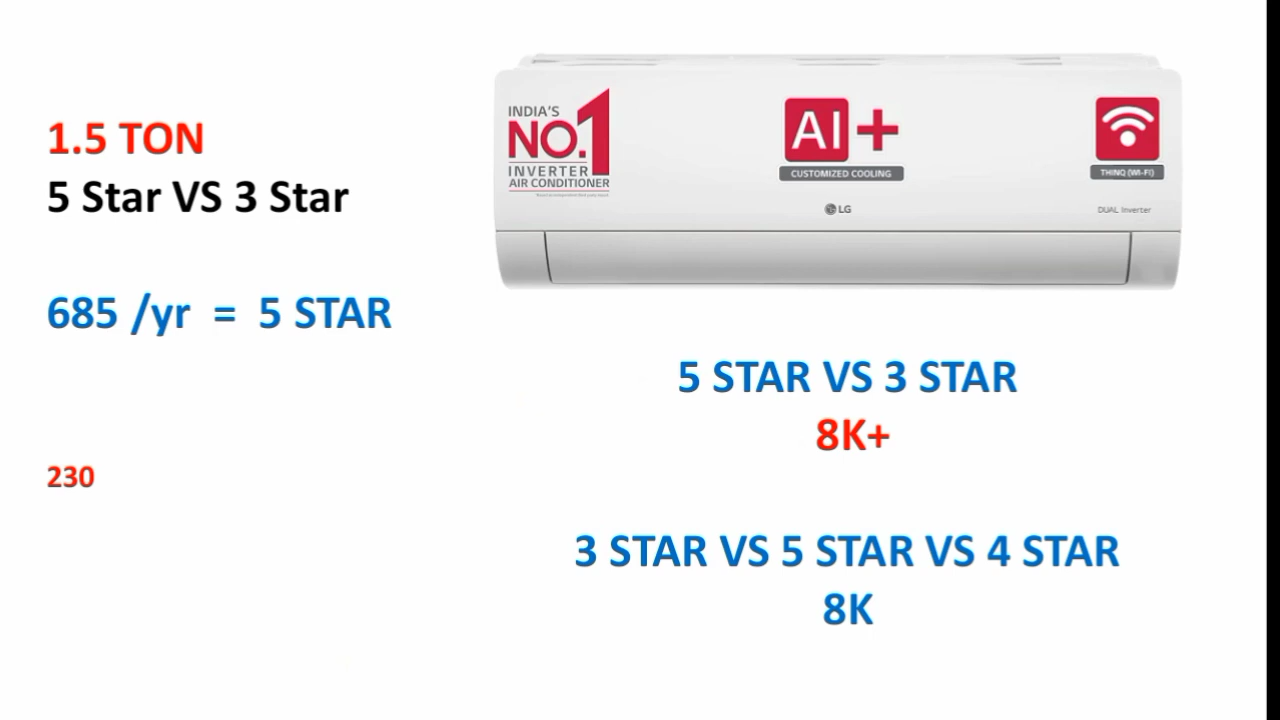 1.5 TON
5 Star VS 3 Star
685 /yr = 5 STAR
230
INDIA'S
NO.1
INVERTER
AIR CONDITIONER
AI+
CUSTOMIZED COOLING
LG
THINQ (WI-FI)
DUAL Inverter
5 STAR VS 3 STAR
8K+
3 STAR VS 5 STAR VS 4 STAR
8K